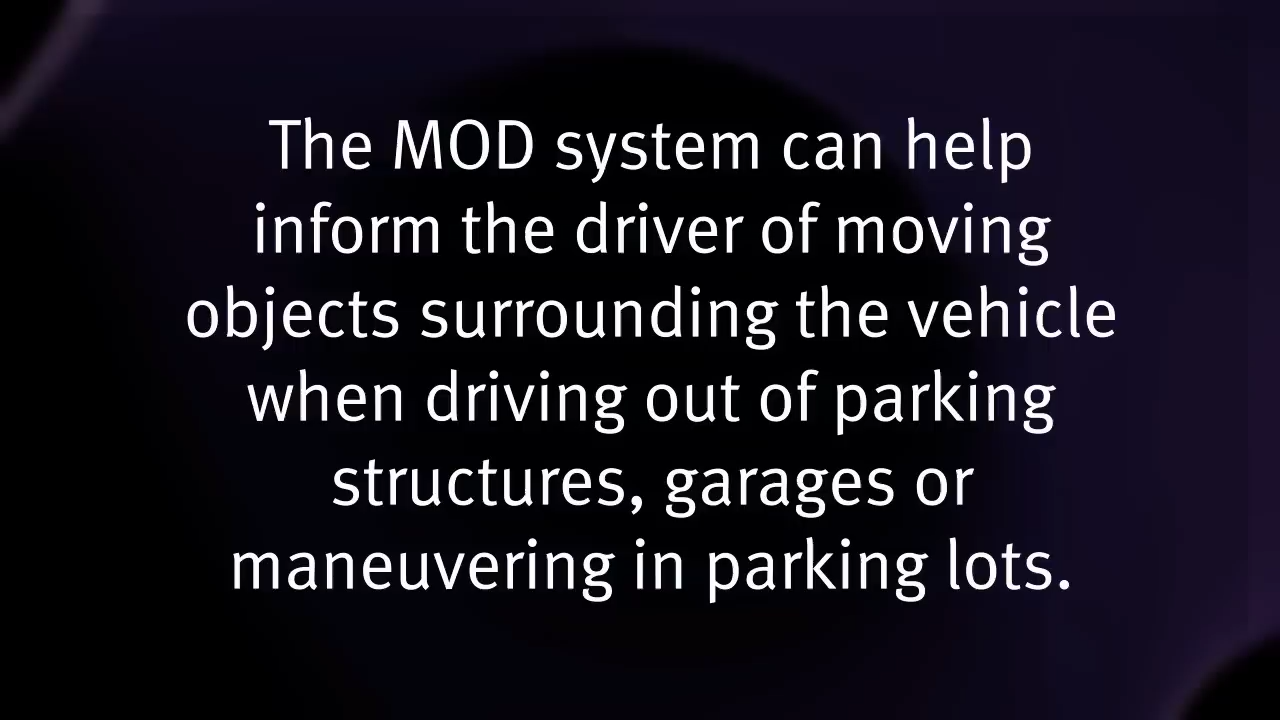 The MOD system can help
inform the driver of moving
objects surrounding the vehicle
when driving out of parking
structures, garages or
maneuvering in parking lots.